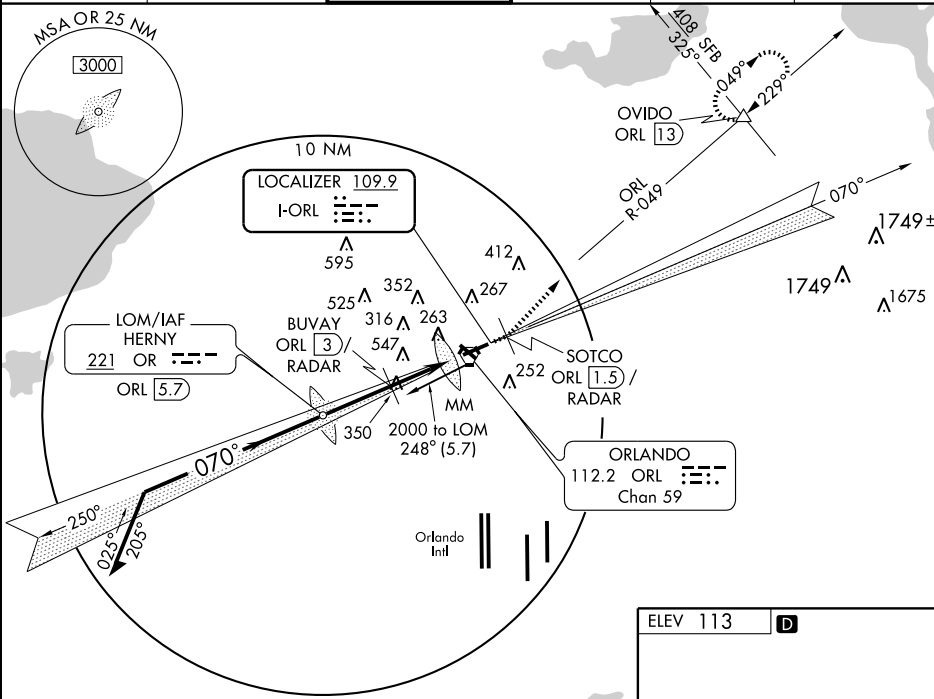 MSA OR 25 NM
3000
408 SFB
325°
049°
229°
OVIDO
ORL 13
ORL
R-049
070°
10 NM
LOCALIZER 109.9
I-ORL
595
412
1749±
1749
1675
525
352
267
316
263
547
LOM/IAF
HERNY
221 OR
ORL 5.7
BUVAY
ORL 3 /
RADAR
SOTCO
ORL 1.5 /
RADAR
252
MM
350
2000 to LOM
248° (5.7)
070°
250°
025°
205°
ORLANDO
112.2 ORL
Chan 59
Orlando
Intl
ELEV 113 D